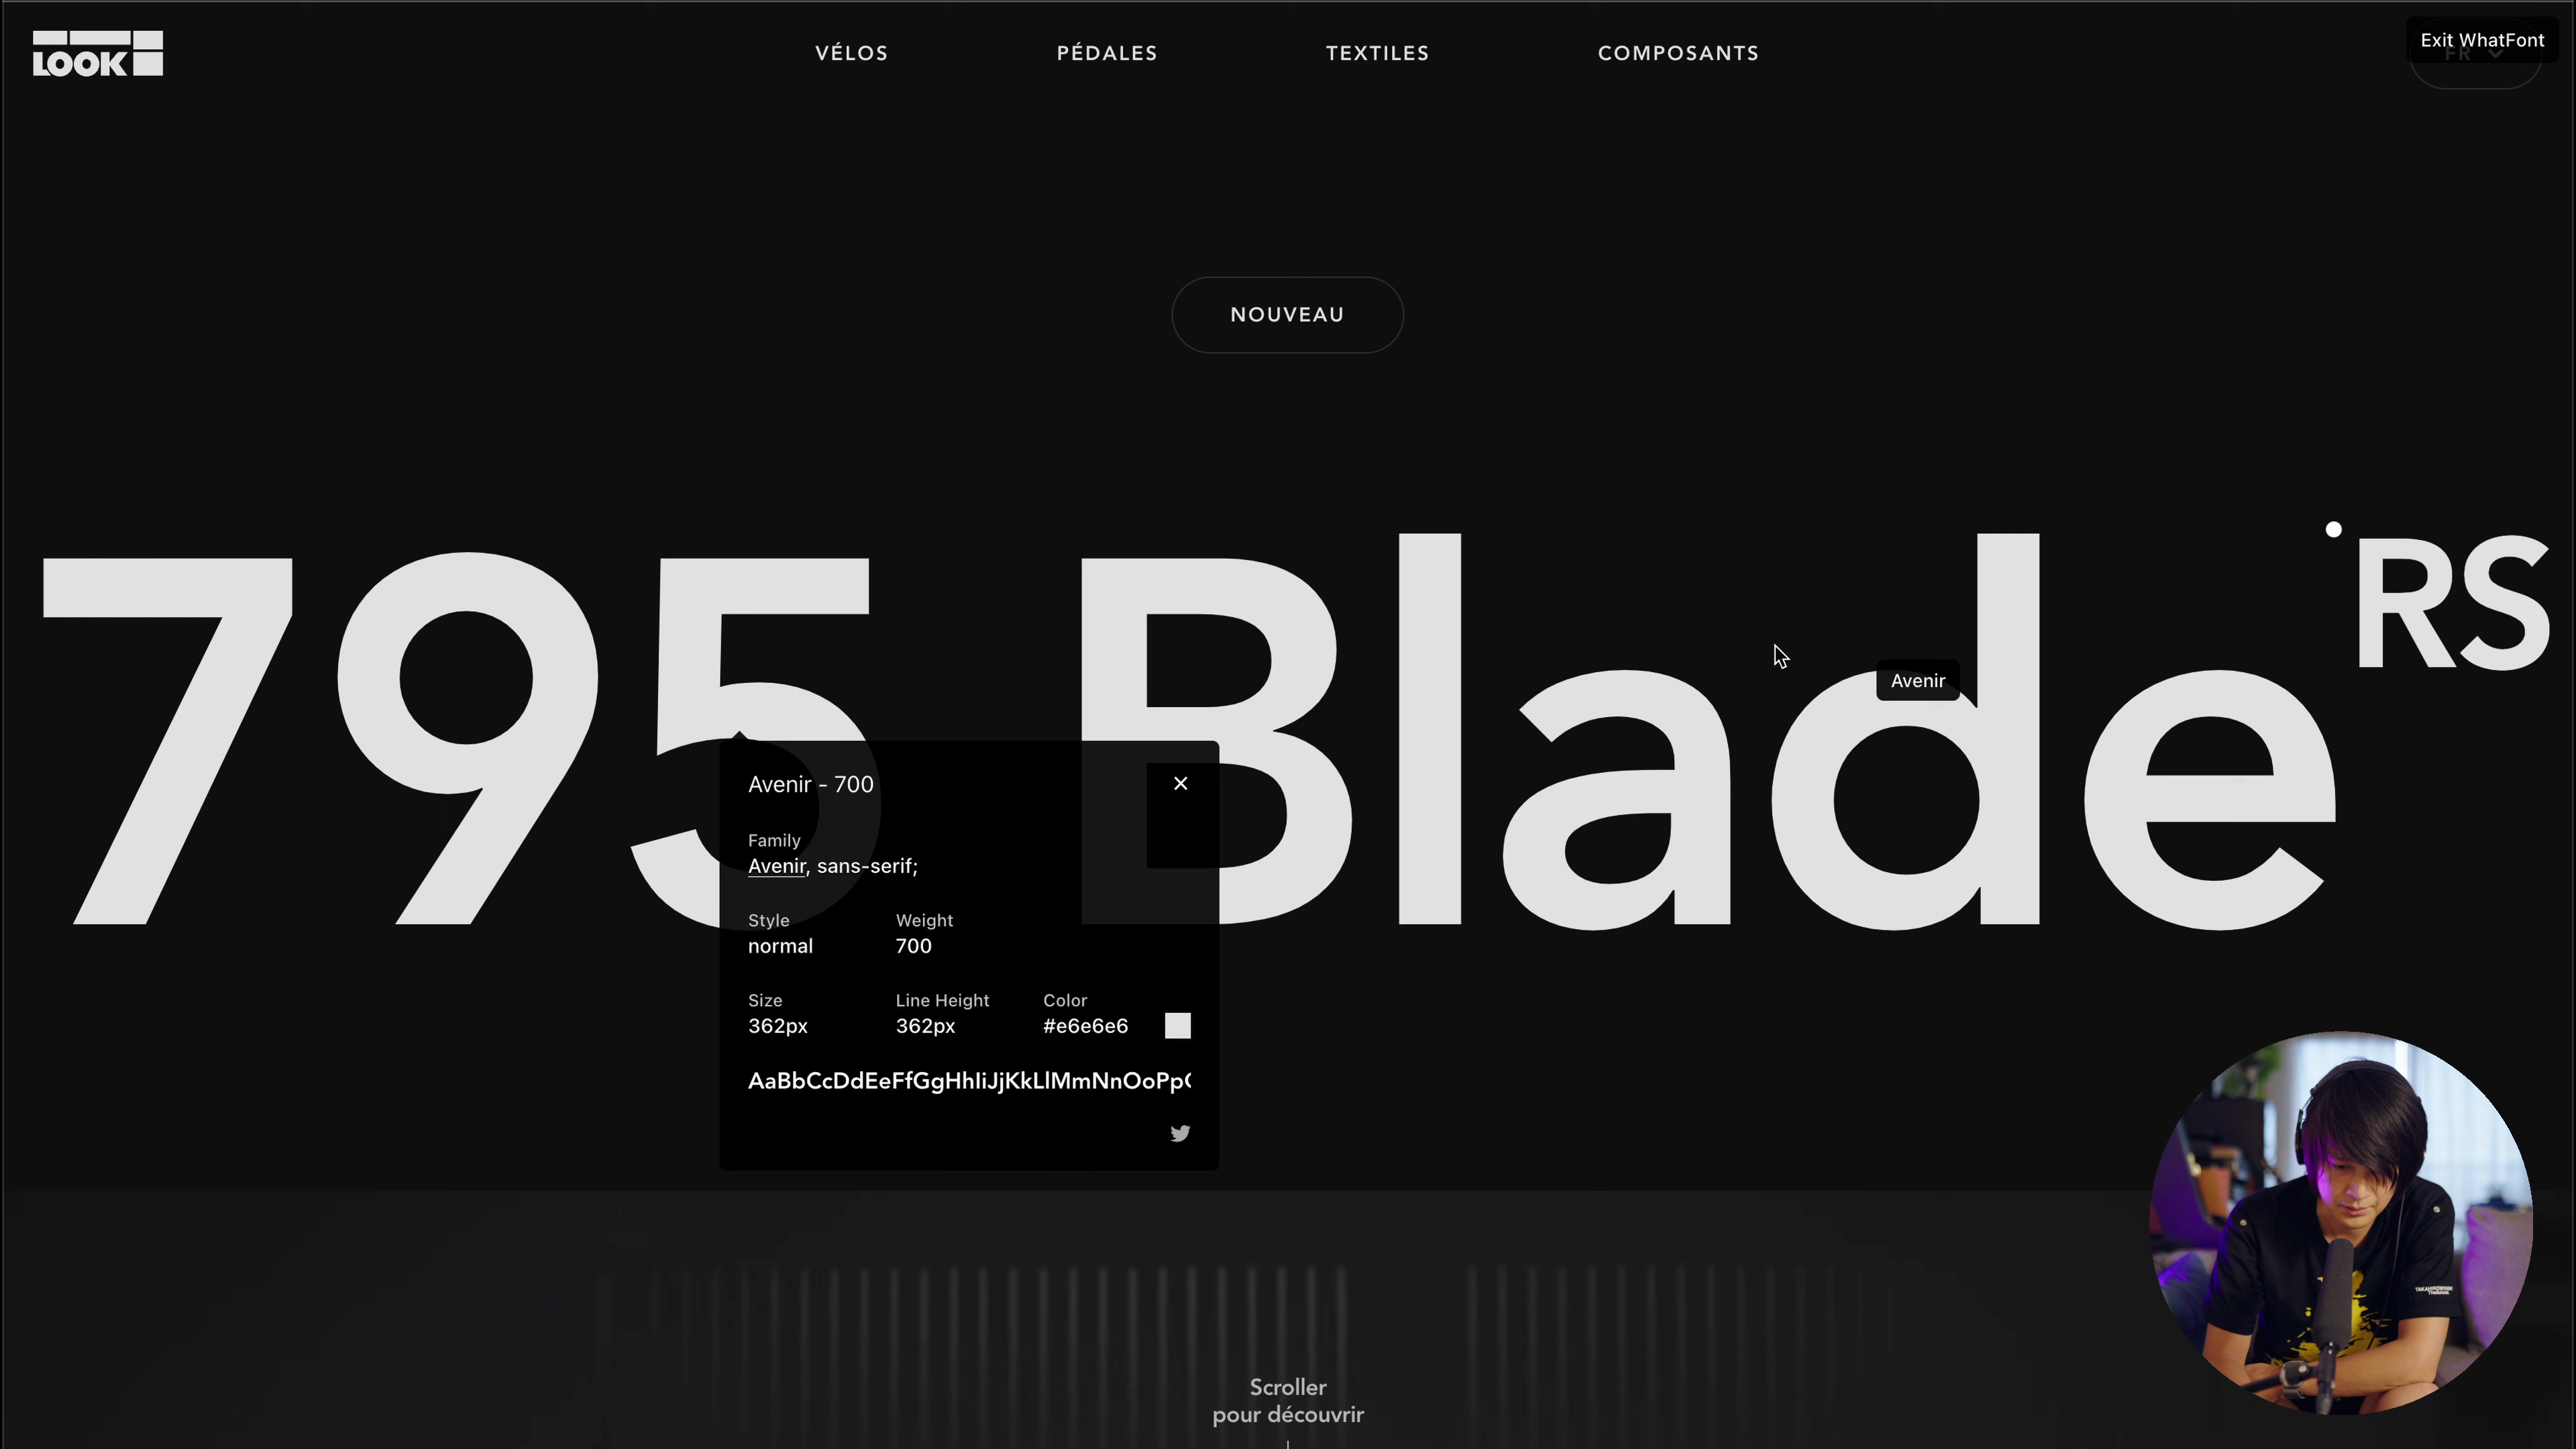 LOOK
VÉLOS
PÉDALES
TEXTILES
COMPOSANTS
Exit WhatFont
FR
NOUVEAU
795 Blade RS
Avenir
Avenir - 700
Family
Avenir, sans-serif;
Style
Weight
normal
700
Size
Line Height
Color
362px
362px
#e6e6e6
AaBbCcDdEeFfGgHhIiJjKkLlMmNnOoPp
Scroller
pour découvrir